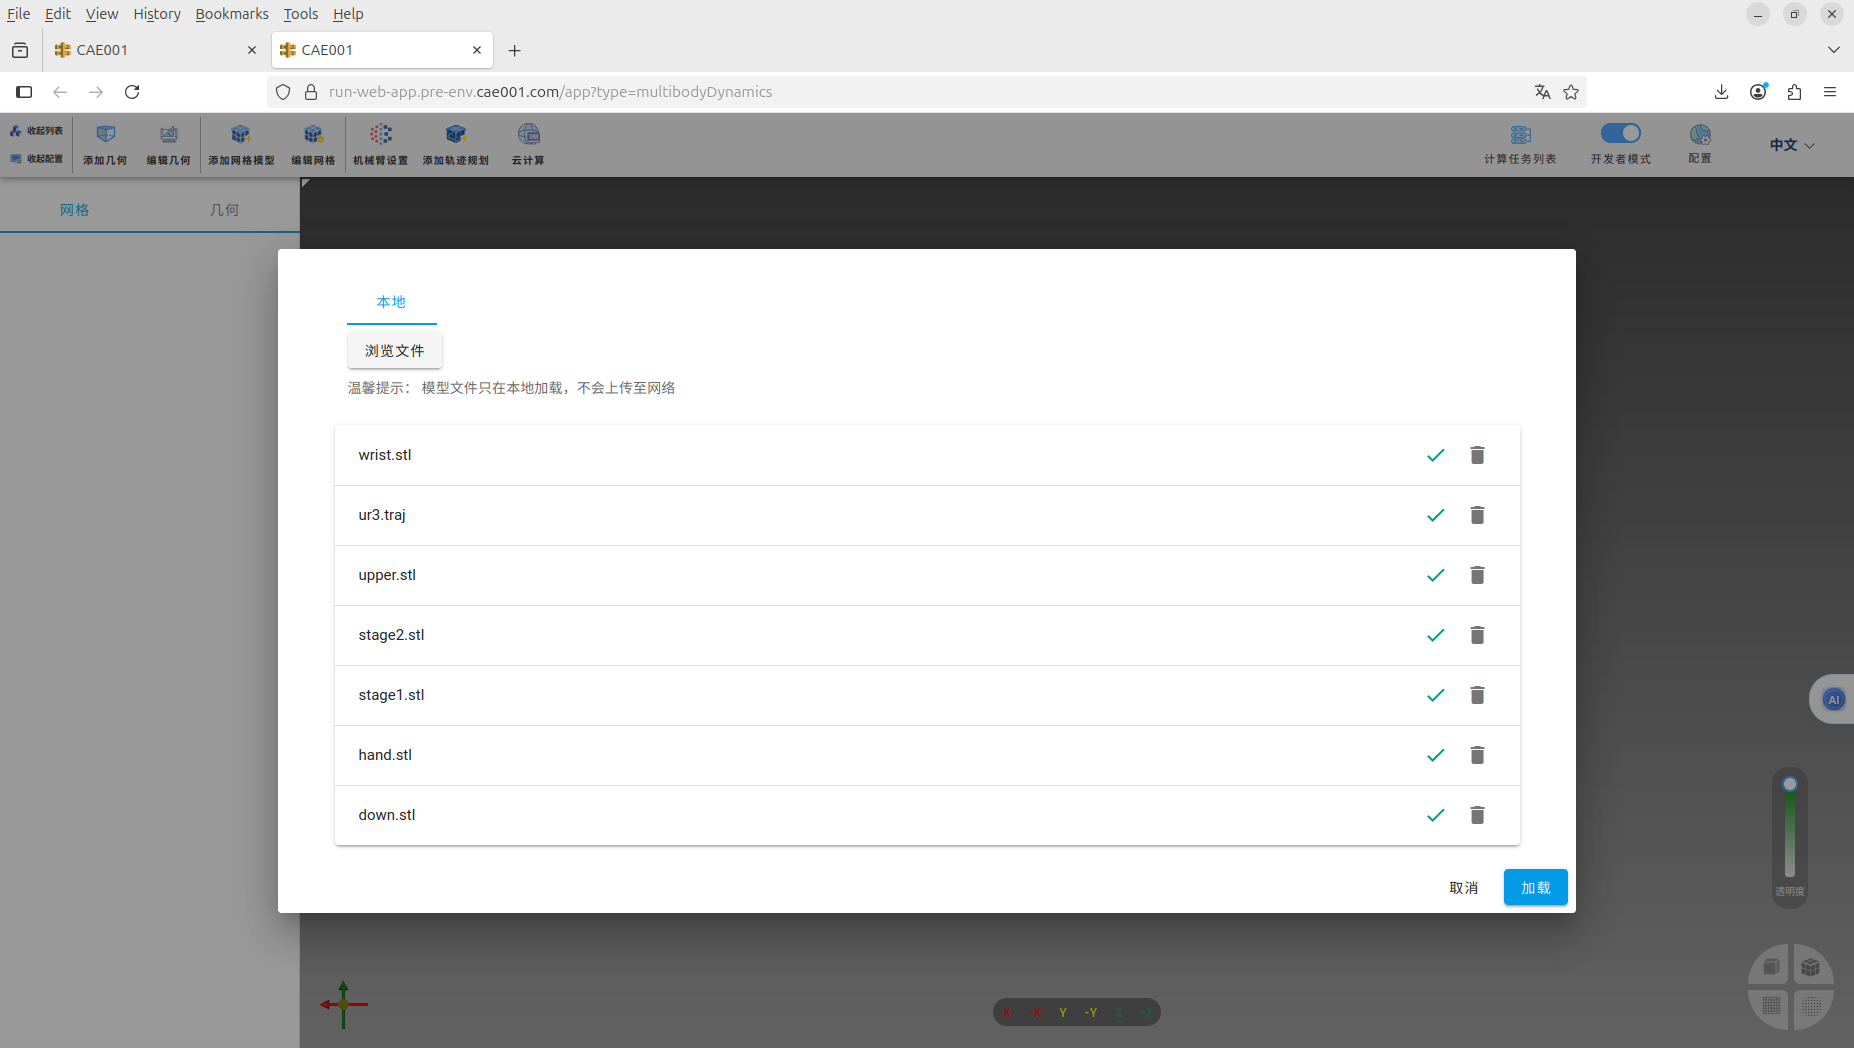 File Edit View History Bookmarks Tools Help
CAE001
CAE001
run-web-app.pre-env.cae001.com/app?type=multibodyDynamics
收起列表
收起配置
添加几何
编辑几何
添加网格模型
编辑网格
机械臂设置
添加轨迹规划
云计算
计算任务列表
开发者模式
配置
中文
网格
几何
本地
浏览文件
温馨提示： 模型文件只在本地加载，不会上传至网络
wrist.stl
ur3.traj
upper.stl
stage2.stl
stage1.stl
hand.stl
down.stl
取消
加载
AI
透明度
X -X Y -Y Z -Z